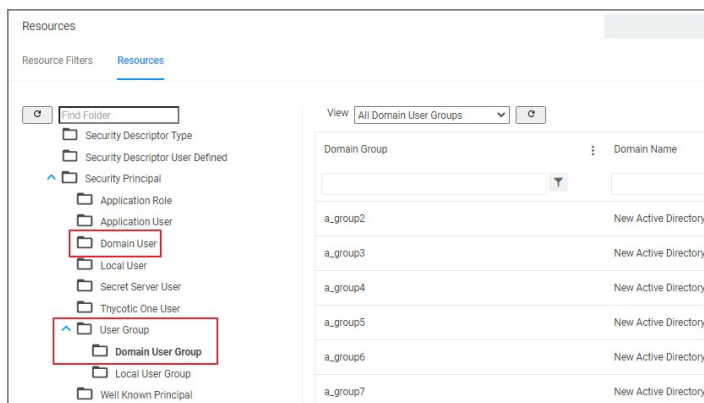 Resources
Resource Filters
Resources
Find Folder
Security Descriptor Type
Security Descriptor User Defined
Security Principal
Application Role
Application User
Domain User
Local User
Secret Server User
Thycotic One User
User Group
Domain User Group
Local User Group
Well Known Principal
View All Domain User Groups
Domain Group Domain Name
a_group2 New Active Directory
a_group3 New Active Directory
a_group4 New Active Directory
a_group5 New Active Directory
a_group6 New Active Directory
a_group7 New Active Directory